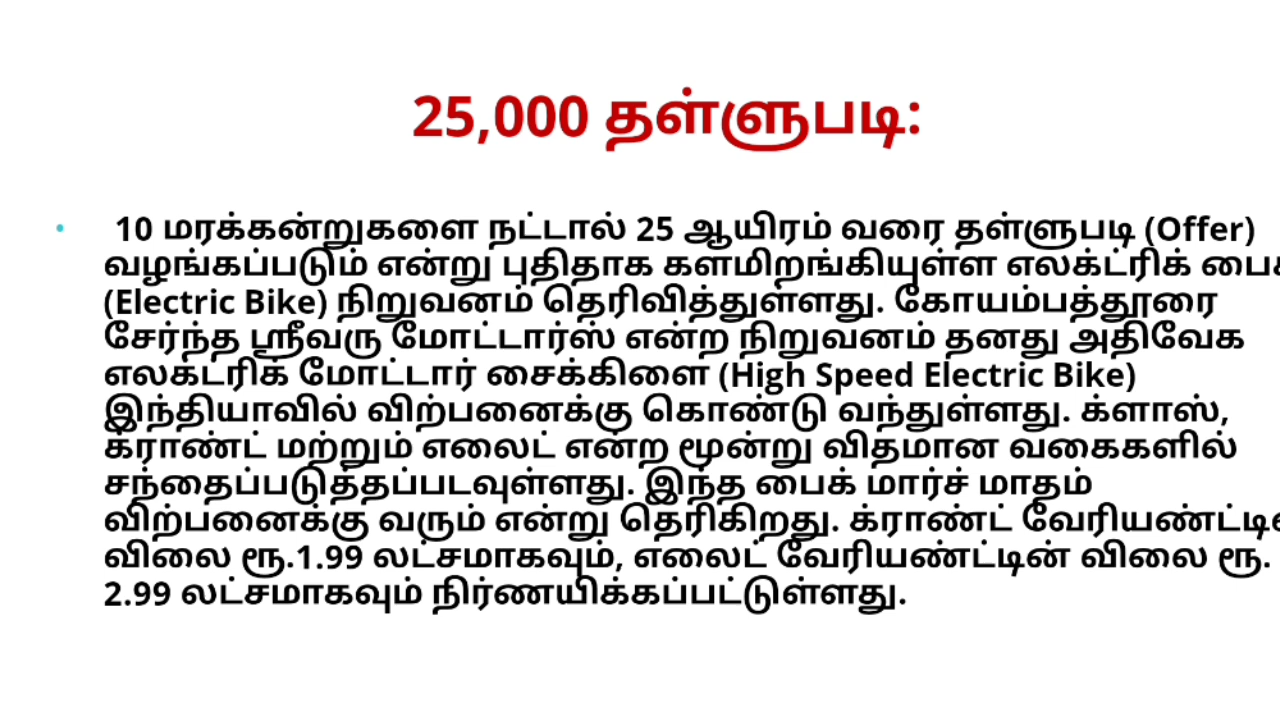 25,000 தள்ளுபடி:
• 10 மரக்கன்றுகளை நட்டால் 25 ஆயிரம் வரை தள்ளுபடி (Offer)
வழங்கப்படும் என்று புதிதாக களமிறங்கியுள்ள எலக்ட்ரிக்
(Electric Bike) நிறுவனம் தெரிவித்துள்ளது. கோயம்பத்தூரை
சேர்ந்த ஸ்ரீவரு மோட்டார்ஸ் என்ற நிறுவனம் தனது அதிவேக
எலக்டரிக் மோட்டார் சைக்கிளை (High Speed Electric Bike)
இந்தியாவில் விற்பனைக்கு கொண்டு வந்துள்ளது. க்ளாஸ்,
க்ராண்ட் மற்றும் எலைட் என்ற மூன்று விதமான வகைகளில்
சந்தைப்படுத்தப்படவுள்ளது. இந்த பைக் மார்ச் மாதம்
விற்பனைக்கு வரும் என்று தெரிகிறது. க்ராண்ட்
விலை ரூ.1.99 லட்சமாகவும், எலைட் வேரியண்ட்டின் விலை ரூ.
2.99 லட்சமாகவும் நிர்ணயிக்கப்பட்டுள்ளது.